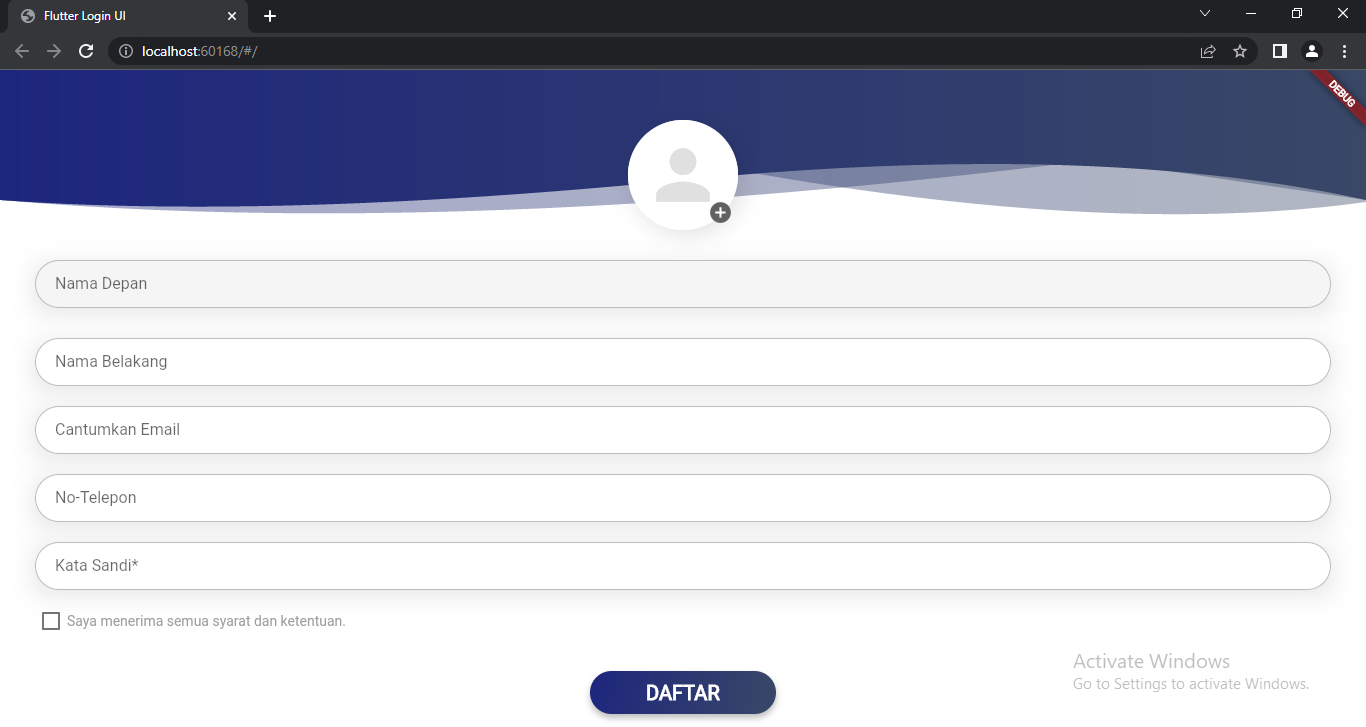 Flutter Login UI
localhost:60168/#/
DEBUG
Nama Depan
Nama Belakang
Cantumkan Email
No-Telepon
Kata Sandi*
Saya menerima semua syarat dan ketentuan.
DAFTAR
Activate Windows
Go to Settings to activate Windows.